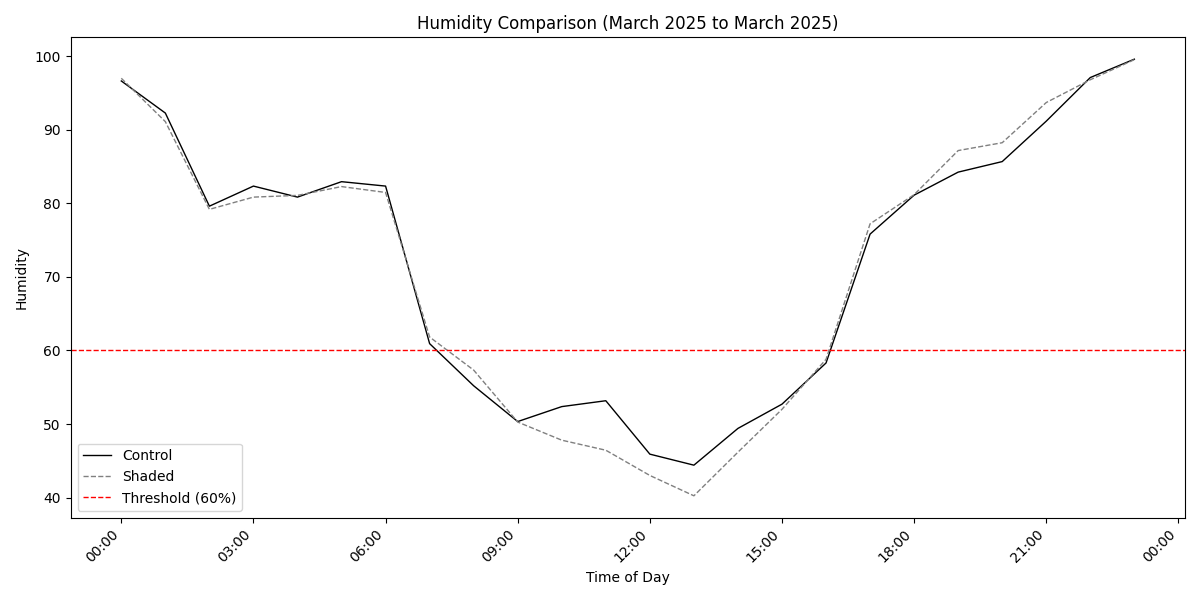 Humidity Comparison (March 2025 to March 2025)
100
90
80
70
60
50
40
Humidity
Control
Shaded
Threshold (60%)
00:00
03:00
06:00
09:00
12:00
15:00
18:00
21:00
00:00
Time of Day